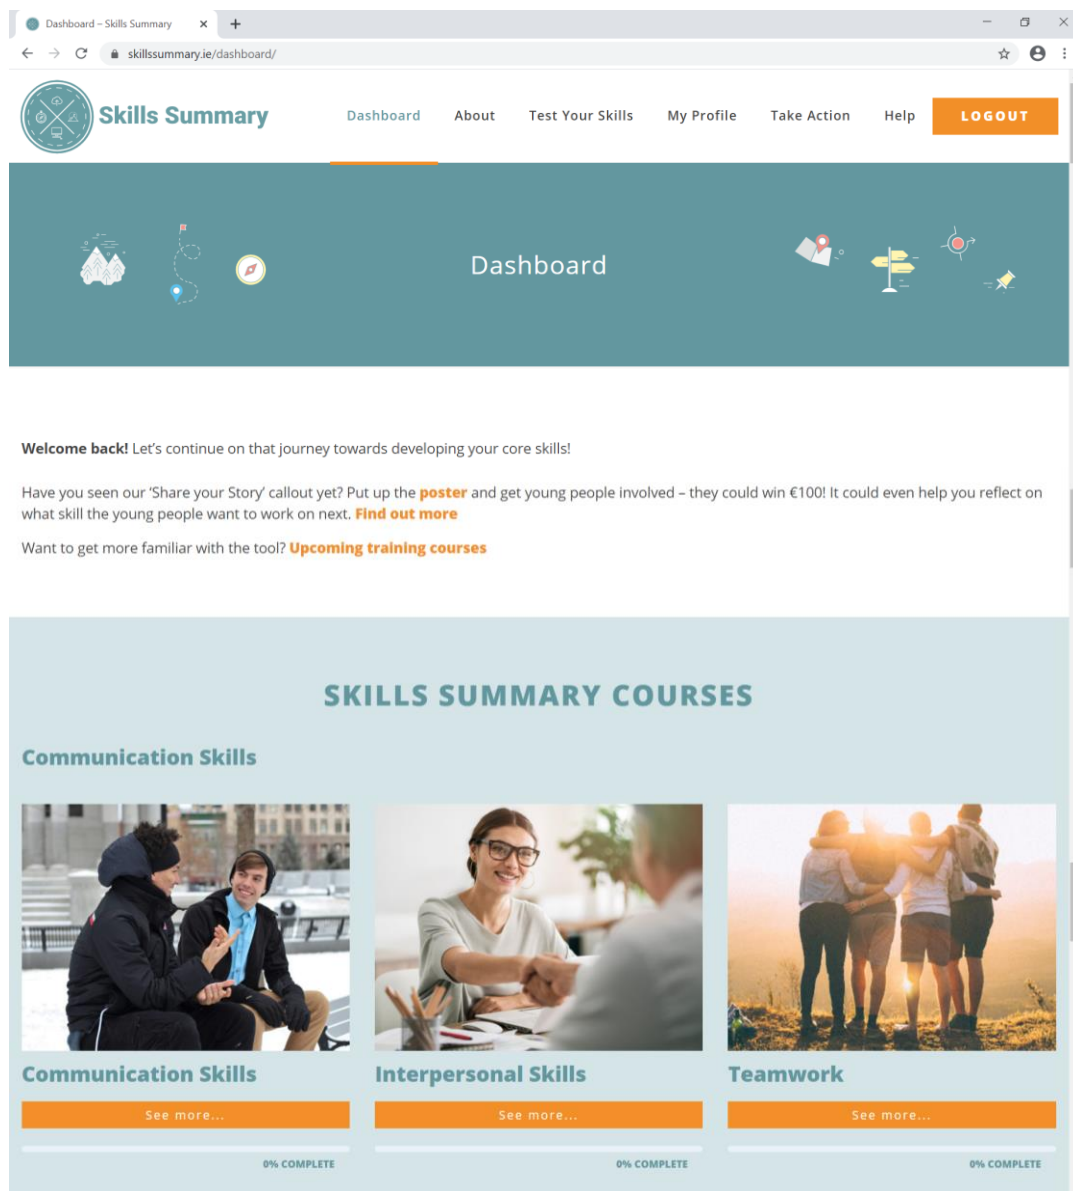 Dashboard – Skills Summary
skillssummary.ie/dashboard/
Skills Summary
Dashboard
About
Test Your Skills
My Profile
Take Action
Help
LOGOUT
Dashboard
Welcome back! Let's continue on that journey towards developing your core skills!
Have you seen our ‘Share your Story’ callout yet? Put up the poster and get young people involved – they could win €100! It could even help you reflect on
what skill the young people want to work on next. Find out more
Want to get more familiar with the tool? Upcoming training courses
SKILLS SUMMARY COURSES
Communication Skills
Communication Skills
Interpersonal Skills
Teamwork
See more...
See more...
See more...
0% COMPLETE
0% COMPLETE
0% COMPLETE